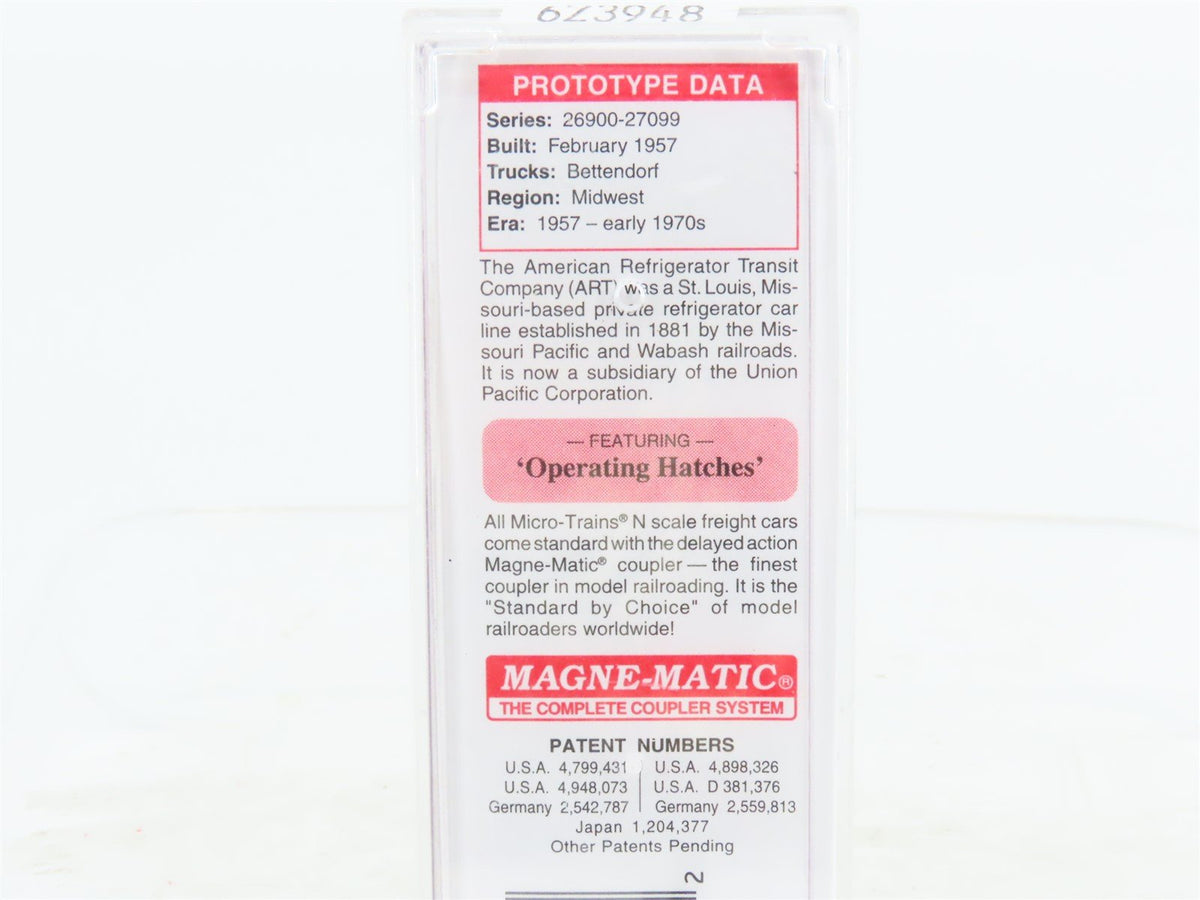 623948
PROTOTYPE DATA
Series: 26900-27099
Built: February 1957
Trucks: Bettendorf
Region: Midwest
Era: 1957 – early 1970s
The American Refrigerator Transit
Company (ART) was a St. Louis, Mis-
souri-based private refrigerator car
line established in 1881 by the Mis-
souri Pacific and Wabash railroads.
It is now a subsidiary of the Union
Pacific Corporation.
— FEATURING —
‘Operating Hatches’
All Micro-Trains® N scale freight cars
come standard with the delayed action
Magne-Matic® coupler — the finest
coupler in model railroading. It is the
"Standard by Choice" of model
railroaders worldwide!
MAGNE-MATIC®
THE COMPLETE COUPLER SYSTEM
PATENT NUMBERS
U.S.A. 4,799,431 U.S.A. 4,898,326
U.S.A. 4,948,073 U.S.A. D 381,376
Germany 2,542,787 Germany 2,559,813
Japan 1,204,377
Other Patents Pending
2